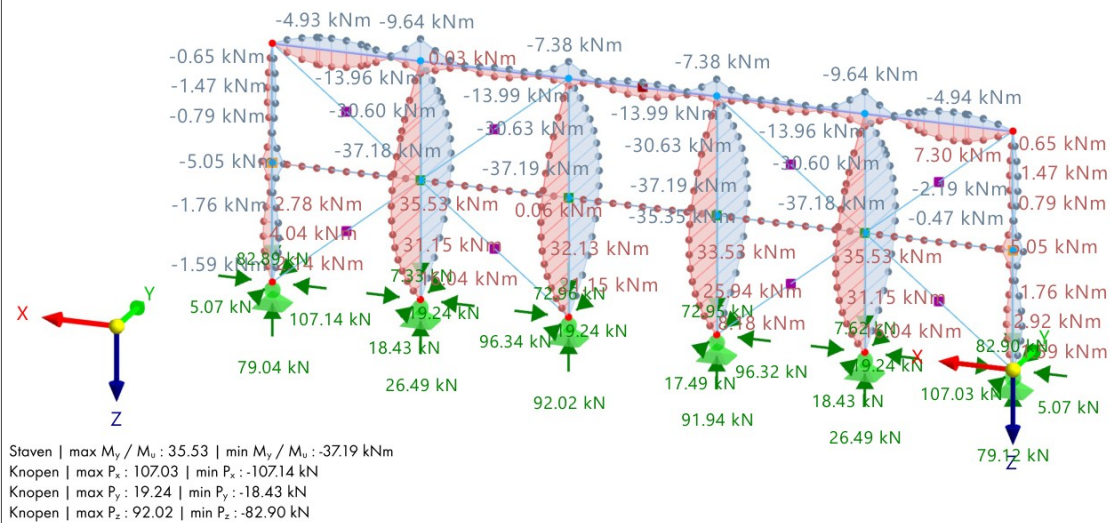 -4.93 kNm
-9.64 kNm
-7.38 kNm
-7.38 kNm
-9.64 kNm
-4.94 kNm
-0.65 kNm
0.03 kNm
-1.47 kNm
-13.96 kNm
-13.99 kNm
-13.99 kNm
-13.96 kNm
-0.79 kNm
-30.60 kNm
-30.63 kNm
-30.63 kNm
-30.60 kNm
7.30 kNm
0.65 kNm
-5.05 kNm
-37.18 kNm
-37.19 kNm
-37.19 kNm
-37.18 kNm
-2.19 kNm
1.47 kNm
-1.76 kNm
2.78 kNm
35.53 kNm
0.06 kNm
-35.35 kNm
-0.47 kNm
0.79 kNm
4.04 kNm
31.15 kNm
32.13 kNm
33.53 kNm
35.53 kNm
5.05 kNm
-1.59 kNm
82.89 kN
7.33 kN
25.94 kNm
31.15 kNm
1.76 kNm
5.07 kN
107.14 kN
19.24 kN
72.96 kN
19.24 kN
72.95 kN
7.62 kN
19.24 kN
2.92 kNm
82.90 kN
X
Y
Z
79.04 kN
18.43 kN
26.49 kN
96.34 kN
92.02 kN
17.49 kN
96.32 kN
91.94 kN
18.43 kN
26.49 kN
107.03 kN
5.07 kN
X
Y
Z
79.12 kN
Staven | max My / Mu : 35.53 | min My / Mu : -37.19 kNm
Knopen | max Px : 107.03 | min Px : -107.14 kN
Knopen | max Py : 19.24 | min Py : -18.43 kN
Knopen | max Pz : 92.02 | min Pz : -82.90 kN